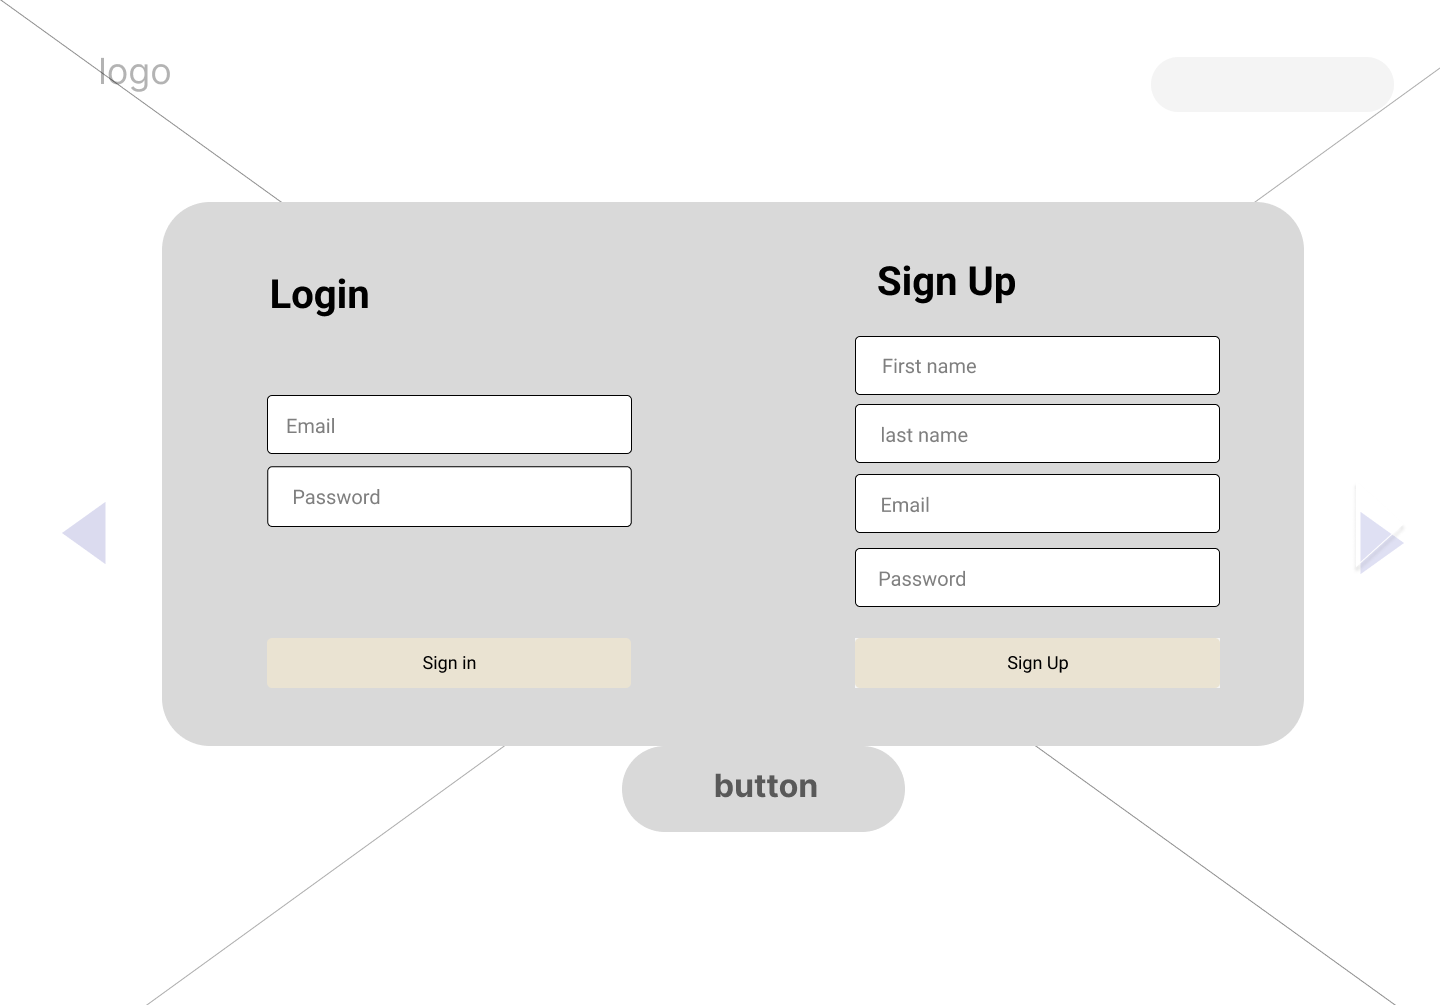 logo
Login
Email
Password
Sign in
Sign Up
First name
last name
Email
Password
Sign Up
button